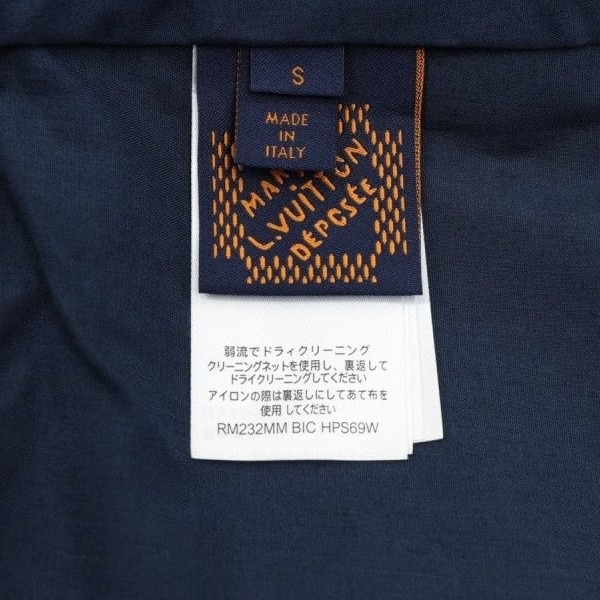 S
MADE
IN
ITALY
L.VUITTON
DÉPOSÉE
弱流でドライクリーニング
クリーニングネットを使用し、裏返して
ドライクリーニングしてください
アイロンの際は裏返しにしてあて布を
使用 してください
RM232MM BIC HPS69W